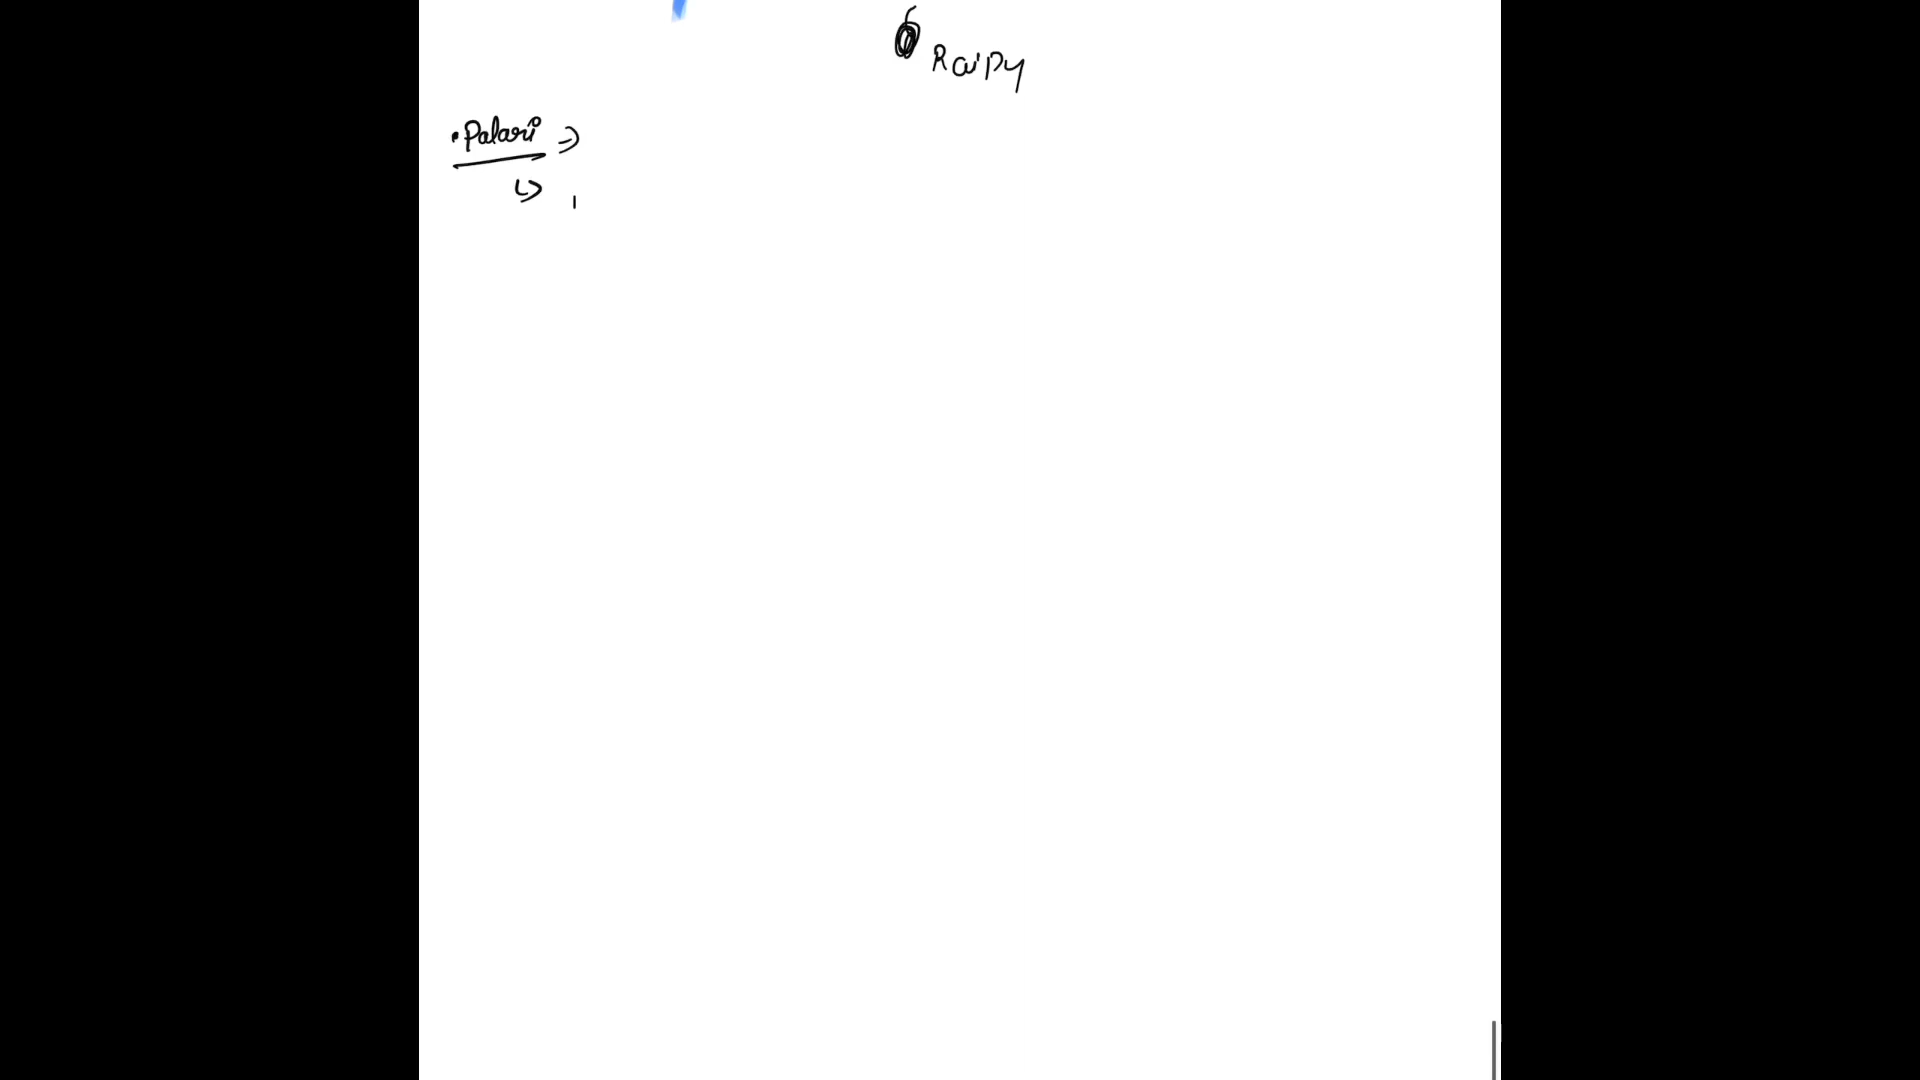 Raipy
• Palari ⇒
↳ ı